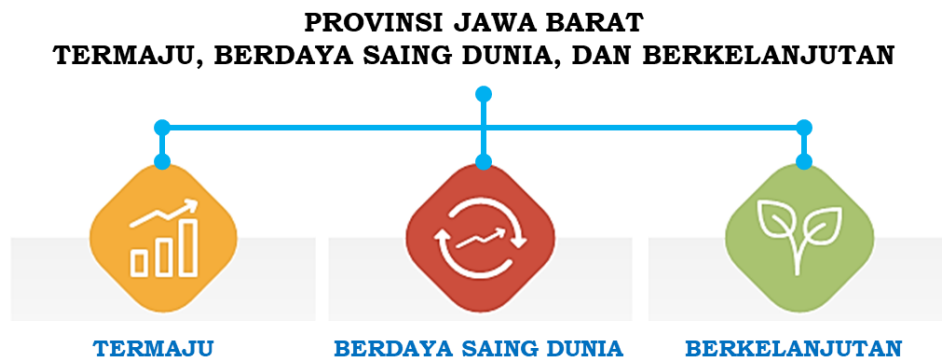 PROVINSI JAWA BARAT
TERMAJU, BERDAYA SAING DUNIA, DAN BERKELANJUTAN
TERMAJU
BERDAYA SAING DUNIA
BERKELANJUTAN